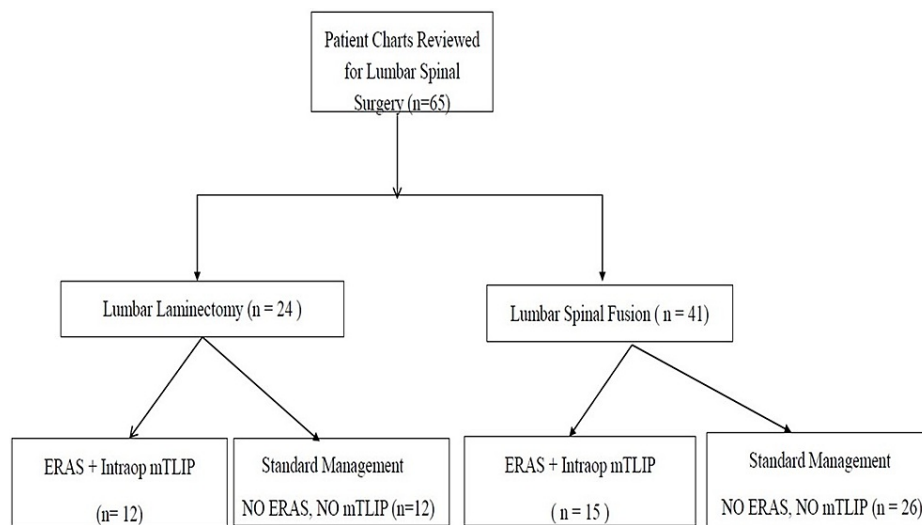 Patient Charts Reviewed
for Lumbar Spinal
Surgery (n=65)
Lumbar Laminectomy (n = 24 )
Lumbar Spinal Fusion ( n = 41)
ERAS + Intraop mTLIP
(n= 12)
Standard Management
NO ERAS, NO mTLIP (n=12)
ERAS + Intraop mTLIP
( n = 15 )
Standard Management
NO ERAS, NO mTLIP (n = 26)